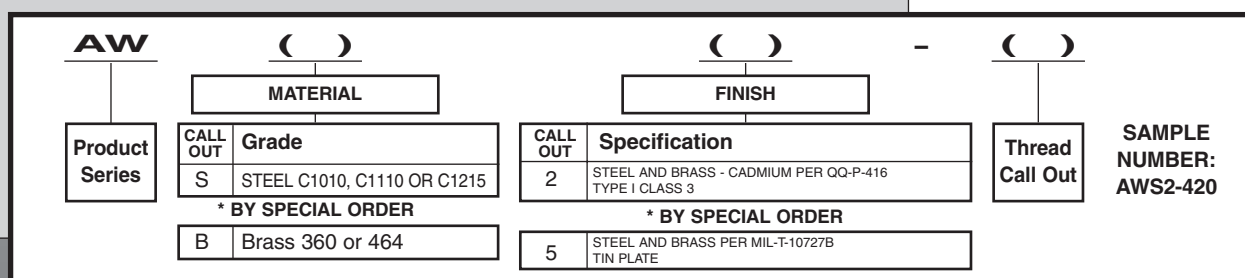 AW ( ) ( ) – ( )
MATERIAL
FINISH
Product
Series
CALL
OUT
Grade
S
STEEL C1010, C1110 OR C1215
* BY SPECIAL ORDER
B
Brass 360 or 464
CALL
OUT
Specification
2
STEEL AND BRASS - CADMIUM PER QQ-P-416
TYPE I CLASS 3
* BY SPECIAL ORDER
5
STEEL AND BRASS PER MIL-T-10727B
TIN PLATE
Thread
Call Out
SAMPLE
NUMBER:
AWS2-420